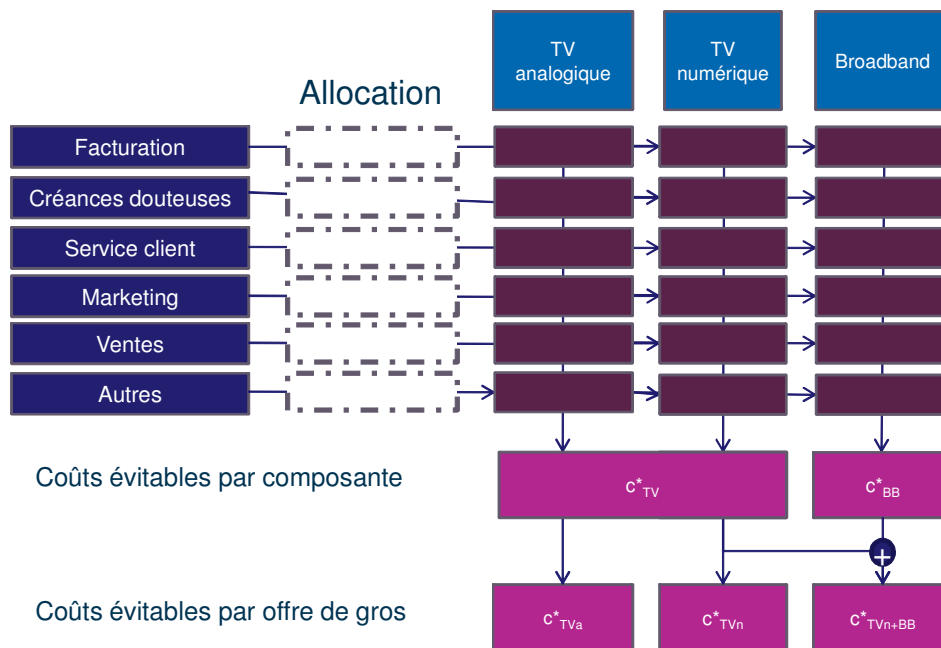 TV
analogique
TV
numérique
Broadband
Allocation
Facturation
Créances douteuses
Service client
Marketing
Ventes
Autres
Coûts évitables par composante
c*TV
c*BB
+
Coûts évitables par offre de gros
c*TVa
c*TVn
c*TVn+BB